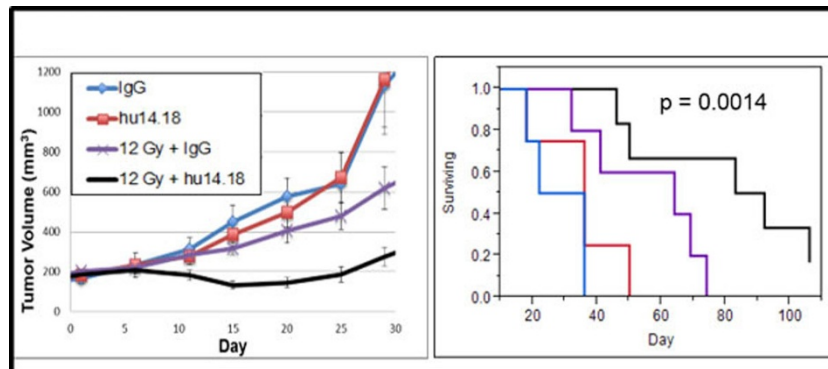 1200
1000
800
600
400
200
0
Tumor Volume (mm³)
IgG
hu14.18
12 Gy + IgG
12 Gy + hu14.18
0 5 10 15 20 25 30
Day
1.0
0.8
0.6
0.4
0.2
0.0
Surviving
p = 0.0014
20 40 60 80 100
Day